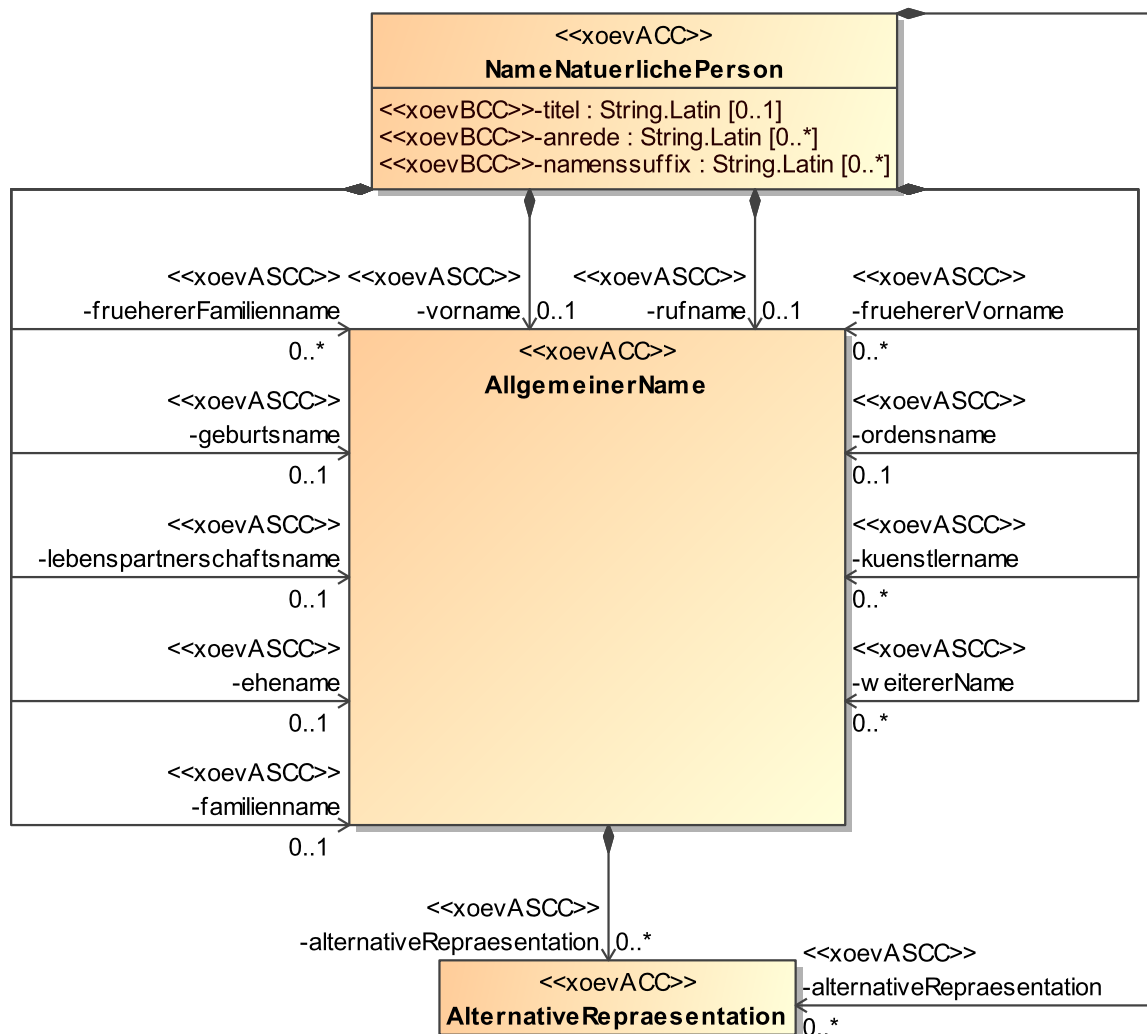 <<xoevACC>>
NameNatuerlichePerson
<<xoevBCC>>-titel : String.Latin [0..1]
<<xoevBCC>>-anrede : String.Latin [0..*]
<<xoevBCC>>-namenssuffix : String.Latin [0..*]
<<xoevASCC>> <<xoevASCC>> <<xoevASCC>> <<xoevASCC>>
-fruehererFamilienname -vorname 0..1 -rufname 0..1 -fruehererVorname
0..* <<xoevACC>> 0..*
AllgemeinerName
<<xoevASCC>> <<xoevASCC>>
-geburtsname -ordensname
0..1 0..1
<<xoevASCC>> <<xoevASCC>>
-lebenspartnerschaftsname -kuenstlername
0..1 0..*
<<xoevASCC>> <<xoevASCC>>
-ehename -weitererName
0..1 0..*
<<xoevASCC>>
-familienname
0..1
<<xoevASCC>>
-alternativeRepraesentation 0..*
<<xoevASCC>>
<<xoevACC>> -alternativeRepraesentation
AlternativeRepraesentation 0..*